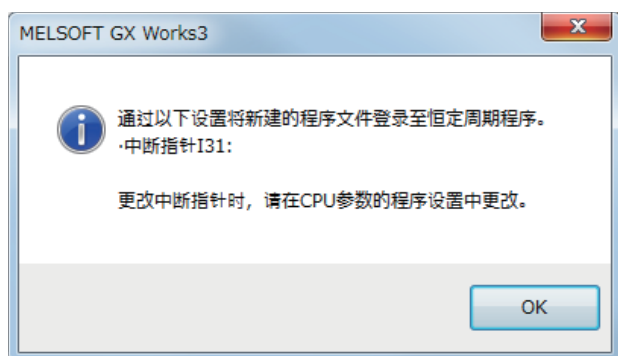 MELSOFT GX Works3
通过以下设置将新建的程序文件登录至恒定周期程序。
·中断指针I31:
更改中断指针时，请在CPU参数的程序设置中更改。
OK